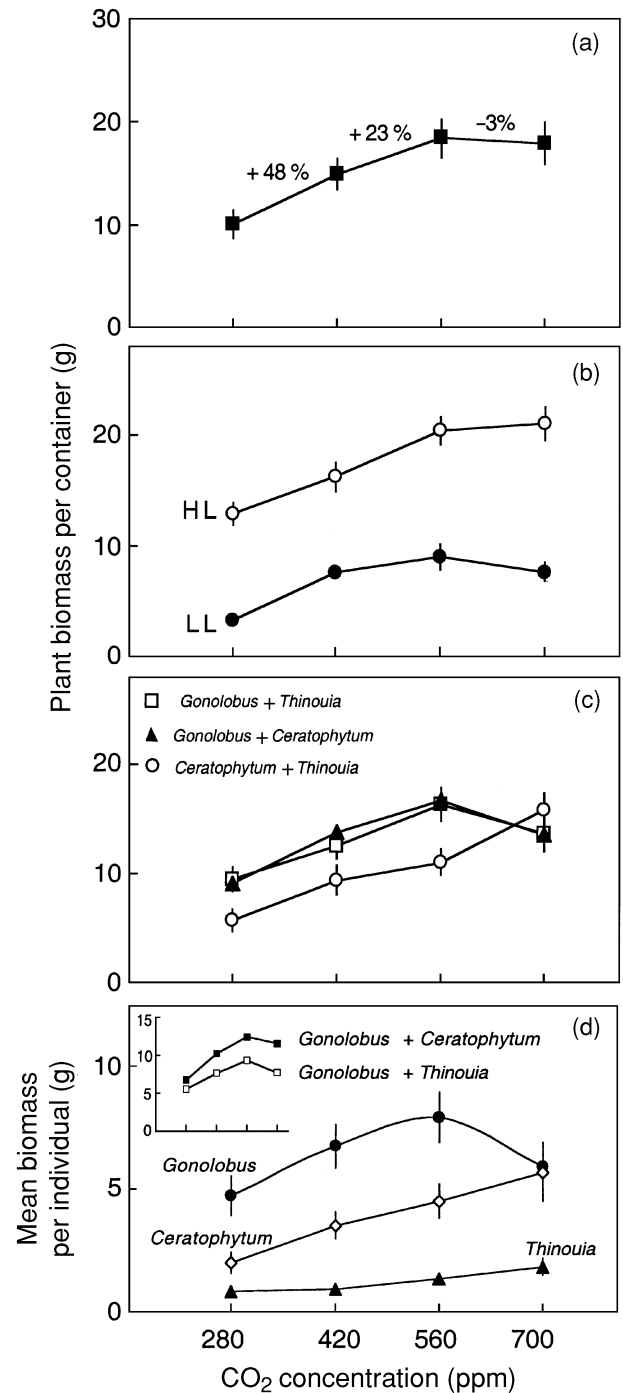 30
(a)
–3%
+ 23 %
20
+ 48 %
10
0
Plant biomass per container (g)
(b)
20
HL
10
LL
0
Gonolobus + Thinouia
(c)
Gonolobus + Ceratophytum
20
Ceratophytum + Thinouia
10
0
(d)
15
Gonolobus + Ceratophytum
10
Gonolobus + Thinouia
5
0
10
Mean biomass
per individual (g)
Gonolobus
5
Ceratophytum
Thinouia
0
280 420 560 700
CO₂ concentration (ppm)